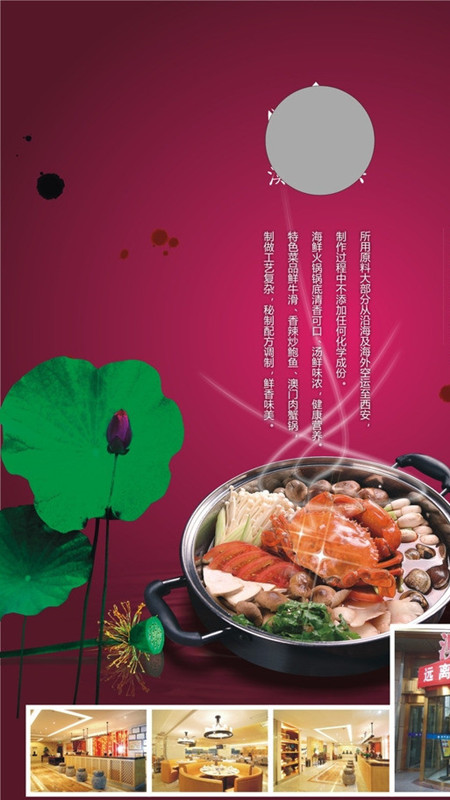 所用原料大部分从沿海及海外空运至西安，
制作过程中不添加任何化学成份。
海鲜火锅锅底清香可口、汤鲜味浓，健康营养。
特色菜品鲜牛滑、香辣炒鲍鱼、澳门肉蟹锅，
制做工艺复杂，秘制配方调制，鲜香味美。
远离